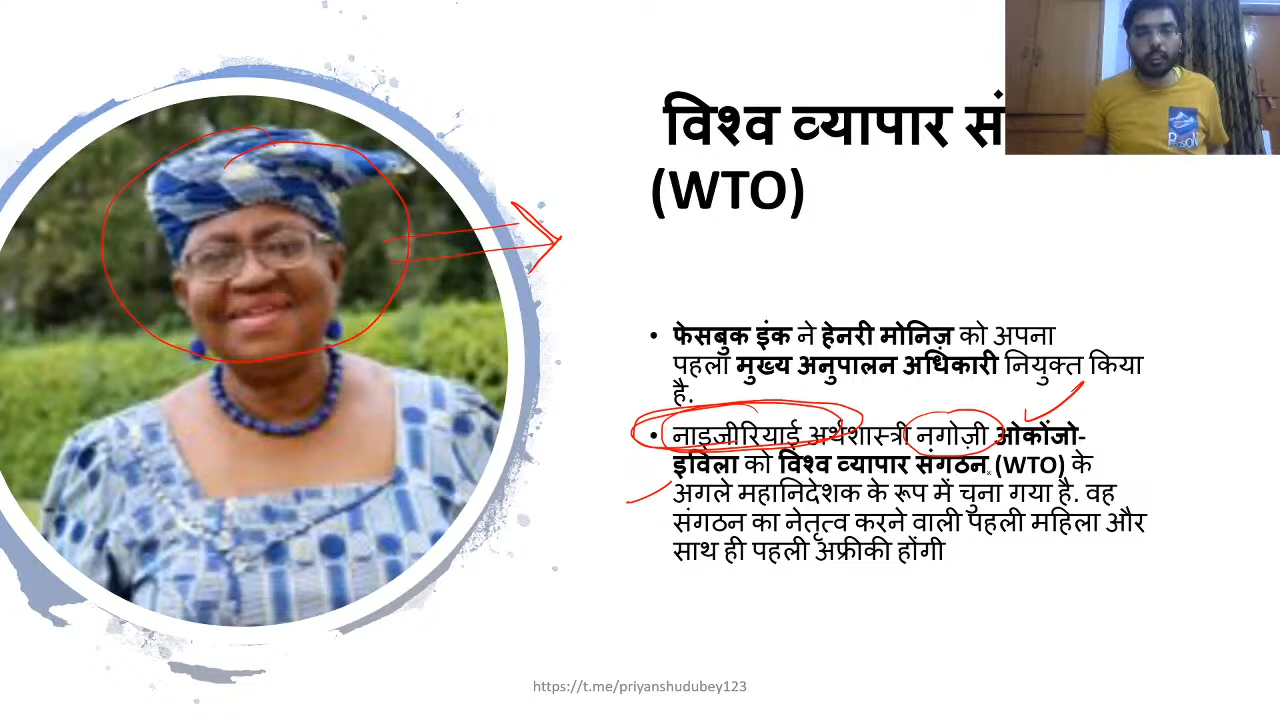 विश्व व्यापार
(WTO)
• फेसबुक इंक ने हेनरी मोनिज़ को अपना
पहला मुख्य अनुपालन अधिकारी नियुक्त किया
है.
• नाइजीरियाई अर्थशास्त्री नगोज़ी ओकोंजो-
इविला को विश्व व्यापार संगठन (WTO) के
अगले महानिदेशक के रूप में चुना गया है. वह
संगठन का नेतृत्व करने वाली पहली महिला और
साथ ही पहली अफ्रीकी होंगी
https://t.me/priyanshudubey123